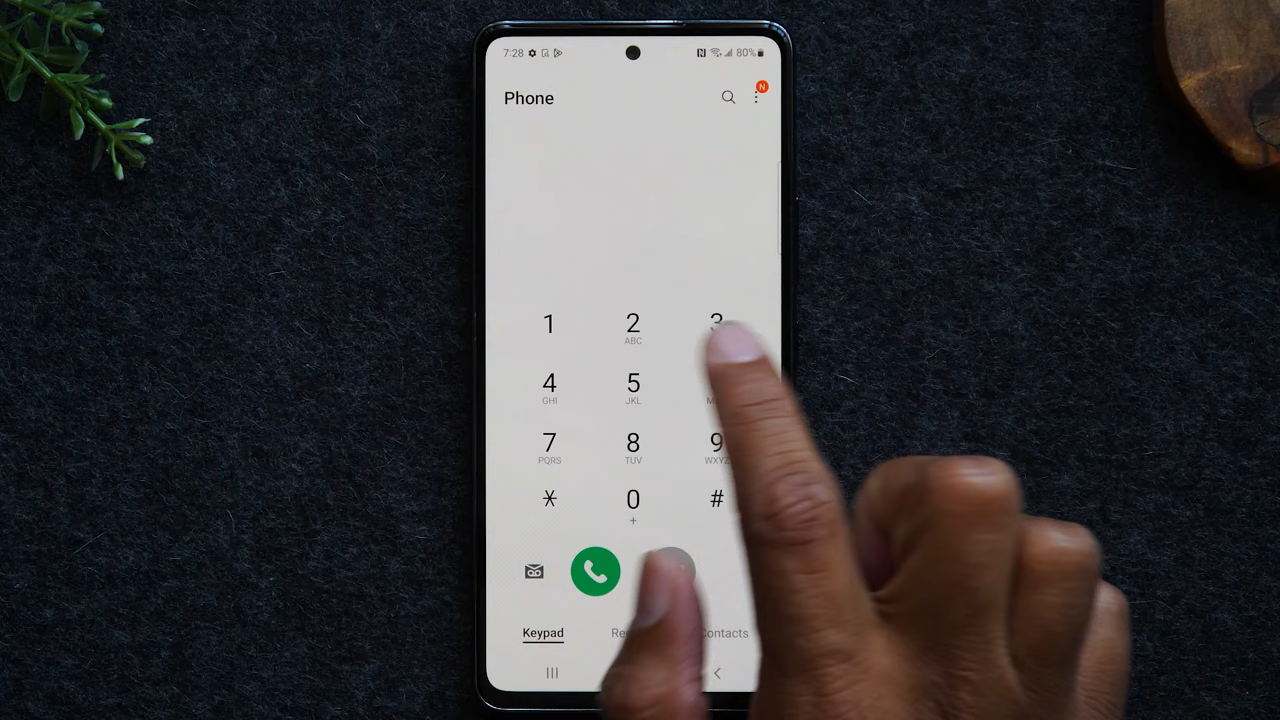 7:28 80%
N
Phone
1 2 3
ABC
4 5
GHI JKL
7 8 9
PQRS TUV WXYZ
* 0 #
+
Keypad Contacts